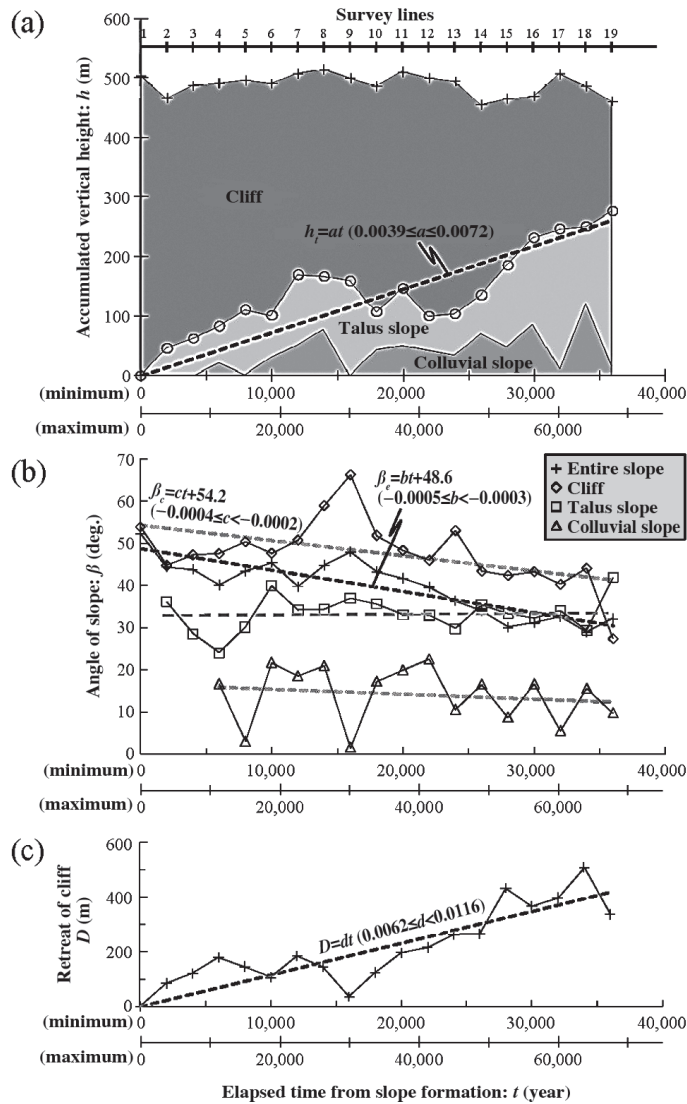 (a)
Survey lines
1 2 3 4 5 6 7 8 9 10 11 12 13 14 15 16 17 18 19
600
500
400
300
200
100
0
Accumulated vertical height: h (m)
Cliff
hₜ=at (0.0039≤a≤0.0072)
Talus slope
Colluvial slope
(minimum) 0 10,000 20,000 30,000 40,000
(maximum) 0 20,000 40,000 60,000
(b)
70
60
50
40
30
20
10
0
Angle of slope: β (deg.)
β_c=ct+54.2
(−0.0004≤c<−0.0002)
βₑ=bt+48.6
(−0.0005≤b<−0.0003)
Entire slope
Cliff
Talus slope
Colluvial slope
(minimum) 0 10,000 20,000 30,000 40,000
(maximum) 0 20,000 40,000 60,000
(c)
600
400
200
0
Retreat of cliff
D (m)
D=dt (0.0062≤d<0.0116)
(minimum) 0 10,000 20,000 30,000 40,000
(maximum) 0 20,000 40,000 60,000
Elapsed time from slope formation: t (year)